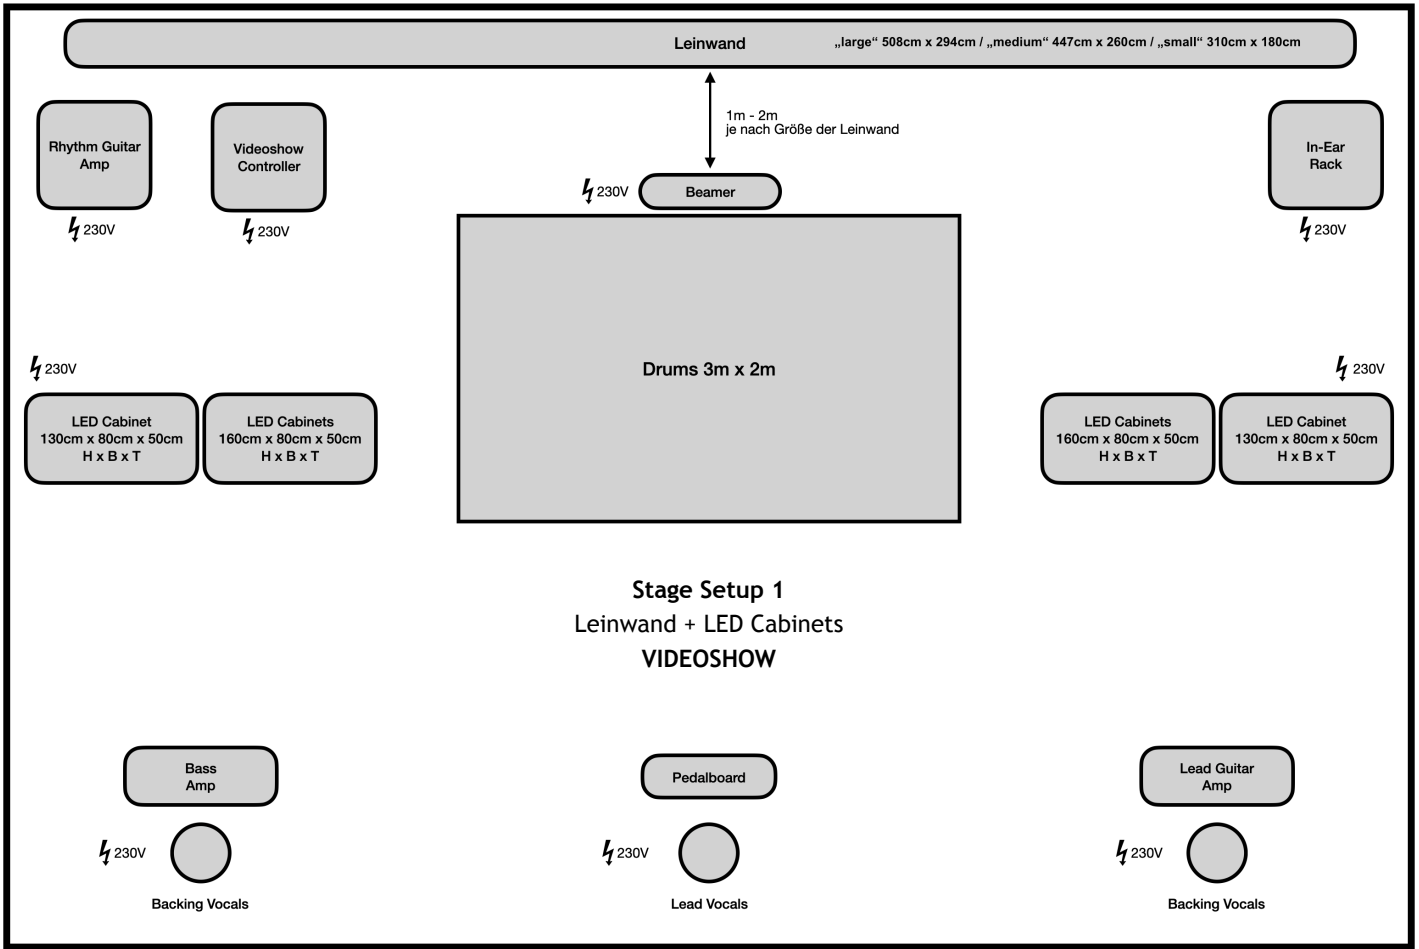 Leinwand
„large“ 508cm x 294cm / „medium“ 447cm x 260cm / „small“ 310cm x 180cm
1m - 2m
je nach Größe der Leinwand
Rhythm Guitar
Amp
230V
Videoshow
Controller
230V
230V
Beamer
In-Ear
Rack
230V
Drums 3m x 2m
230V
LED Cabinet
130cm x 80cm x 50cm
H x B x T
LED Cabinets
160cm x 80cm x 50cm
H x B x T
230V
LED Cabinets
160cm x 80cm x 50cm
H x B x T
LED Cabinet
130cm x 80cm x 50cm
H x B x T
Stage Setup 1
Leinwand + LED Cabinets
VIDEOSHOW
Bass
Amp
230V
Backing Vocals
Pedalboard
230V
Lead Vocals
Lead Guitar
Amp
230V
Backing Vocals